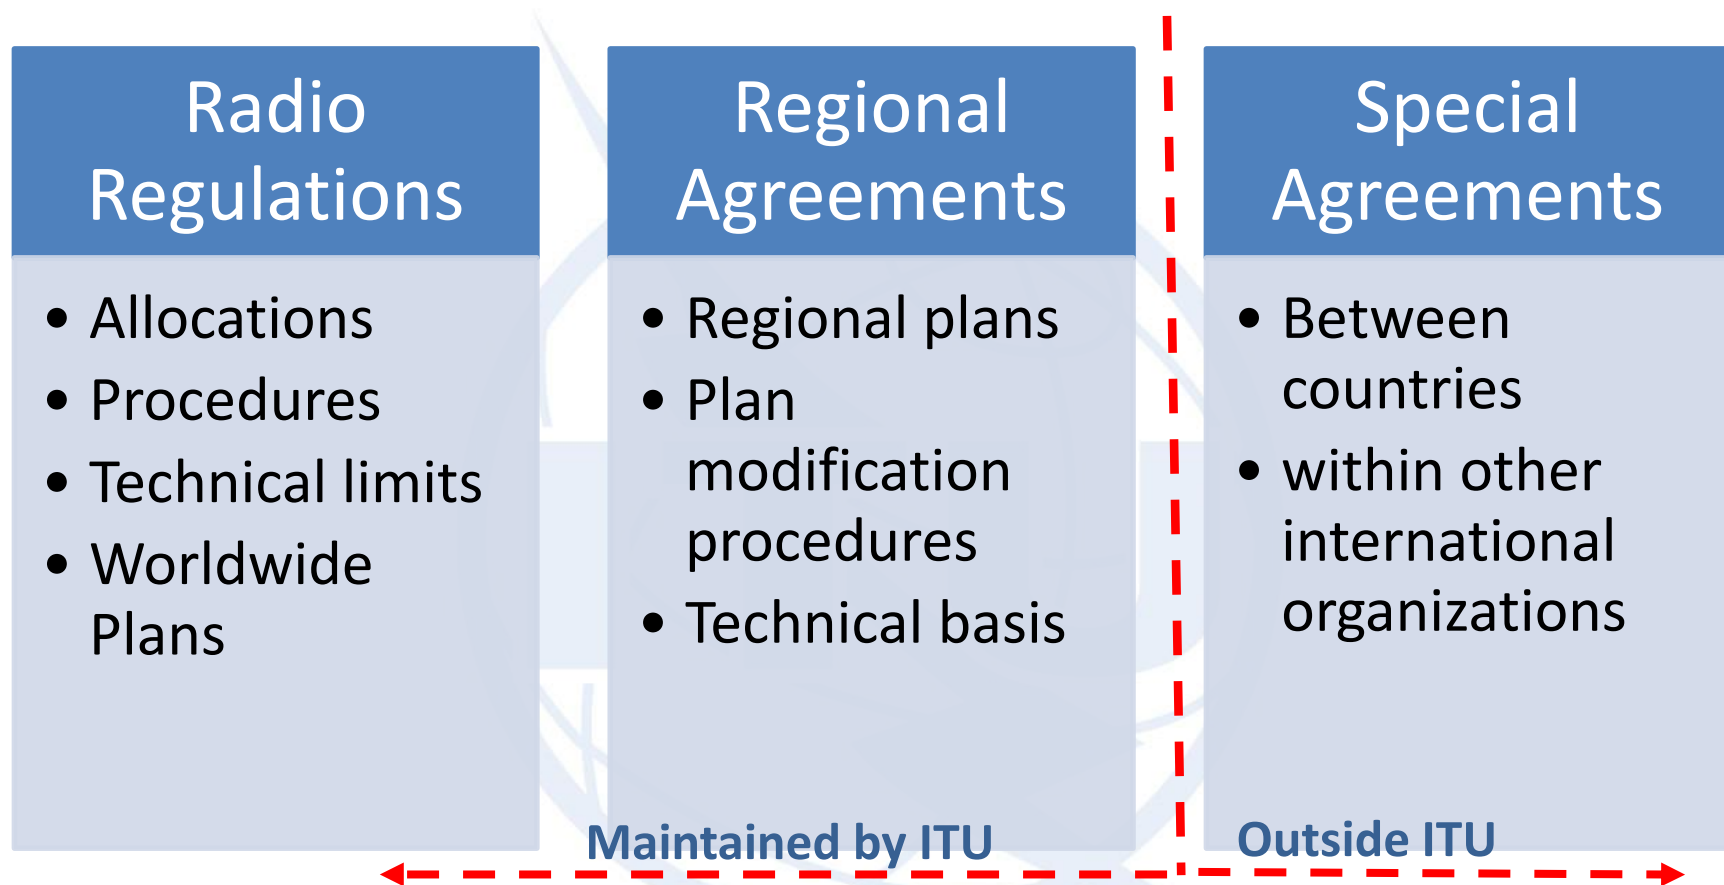 Radio
Regulations
• Allocations
• Procedures
• Technical limits
• Worldwide
Plans
Regional
Agreements
• Regional plans
• Plan
modification
procedures
• Technical basis
Special
Agreements
• Between
countries
• within other
international
organizations
Maintained by ITU
Outside ITU